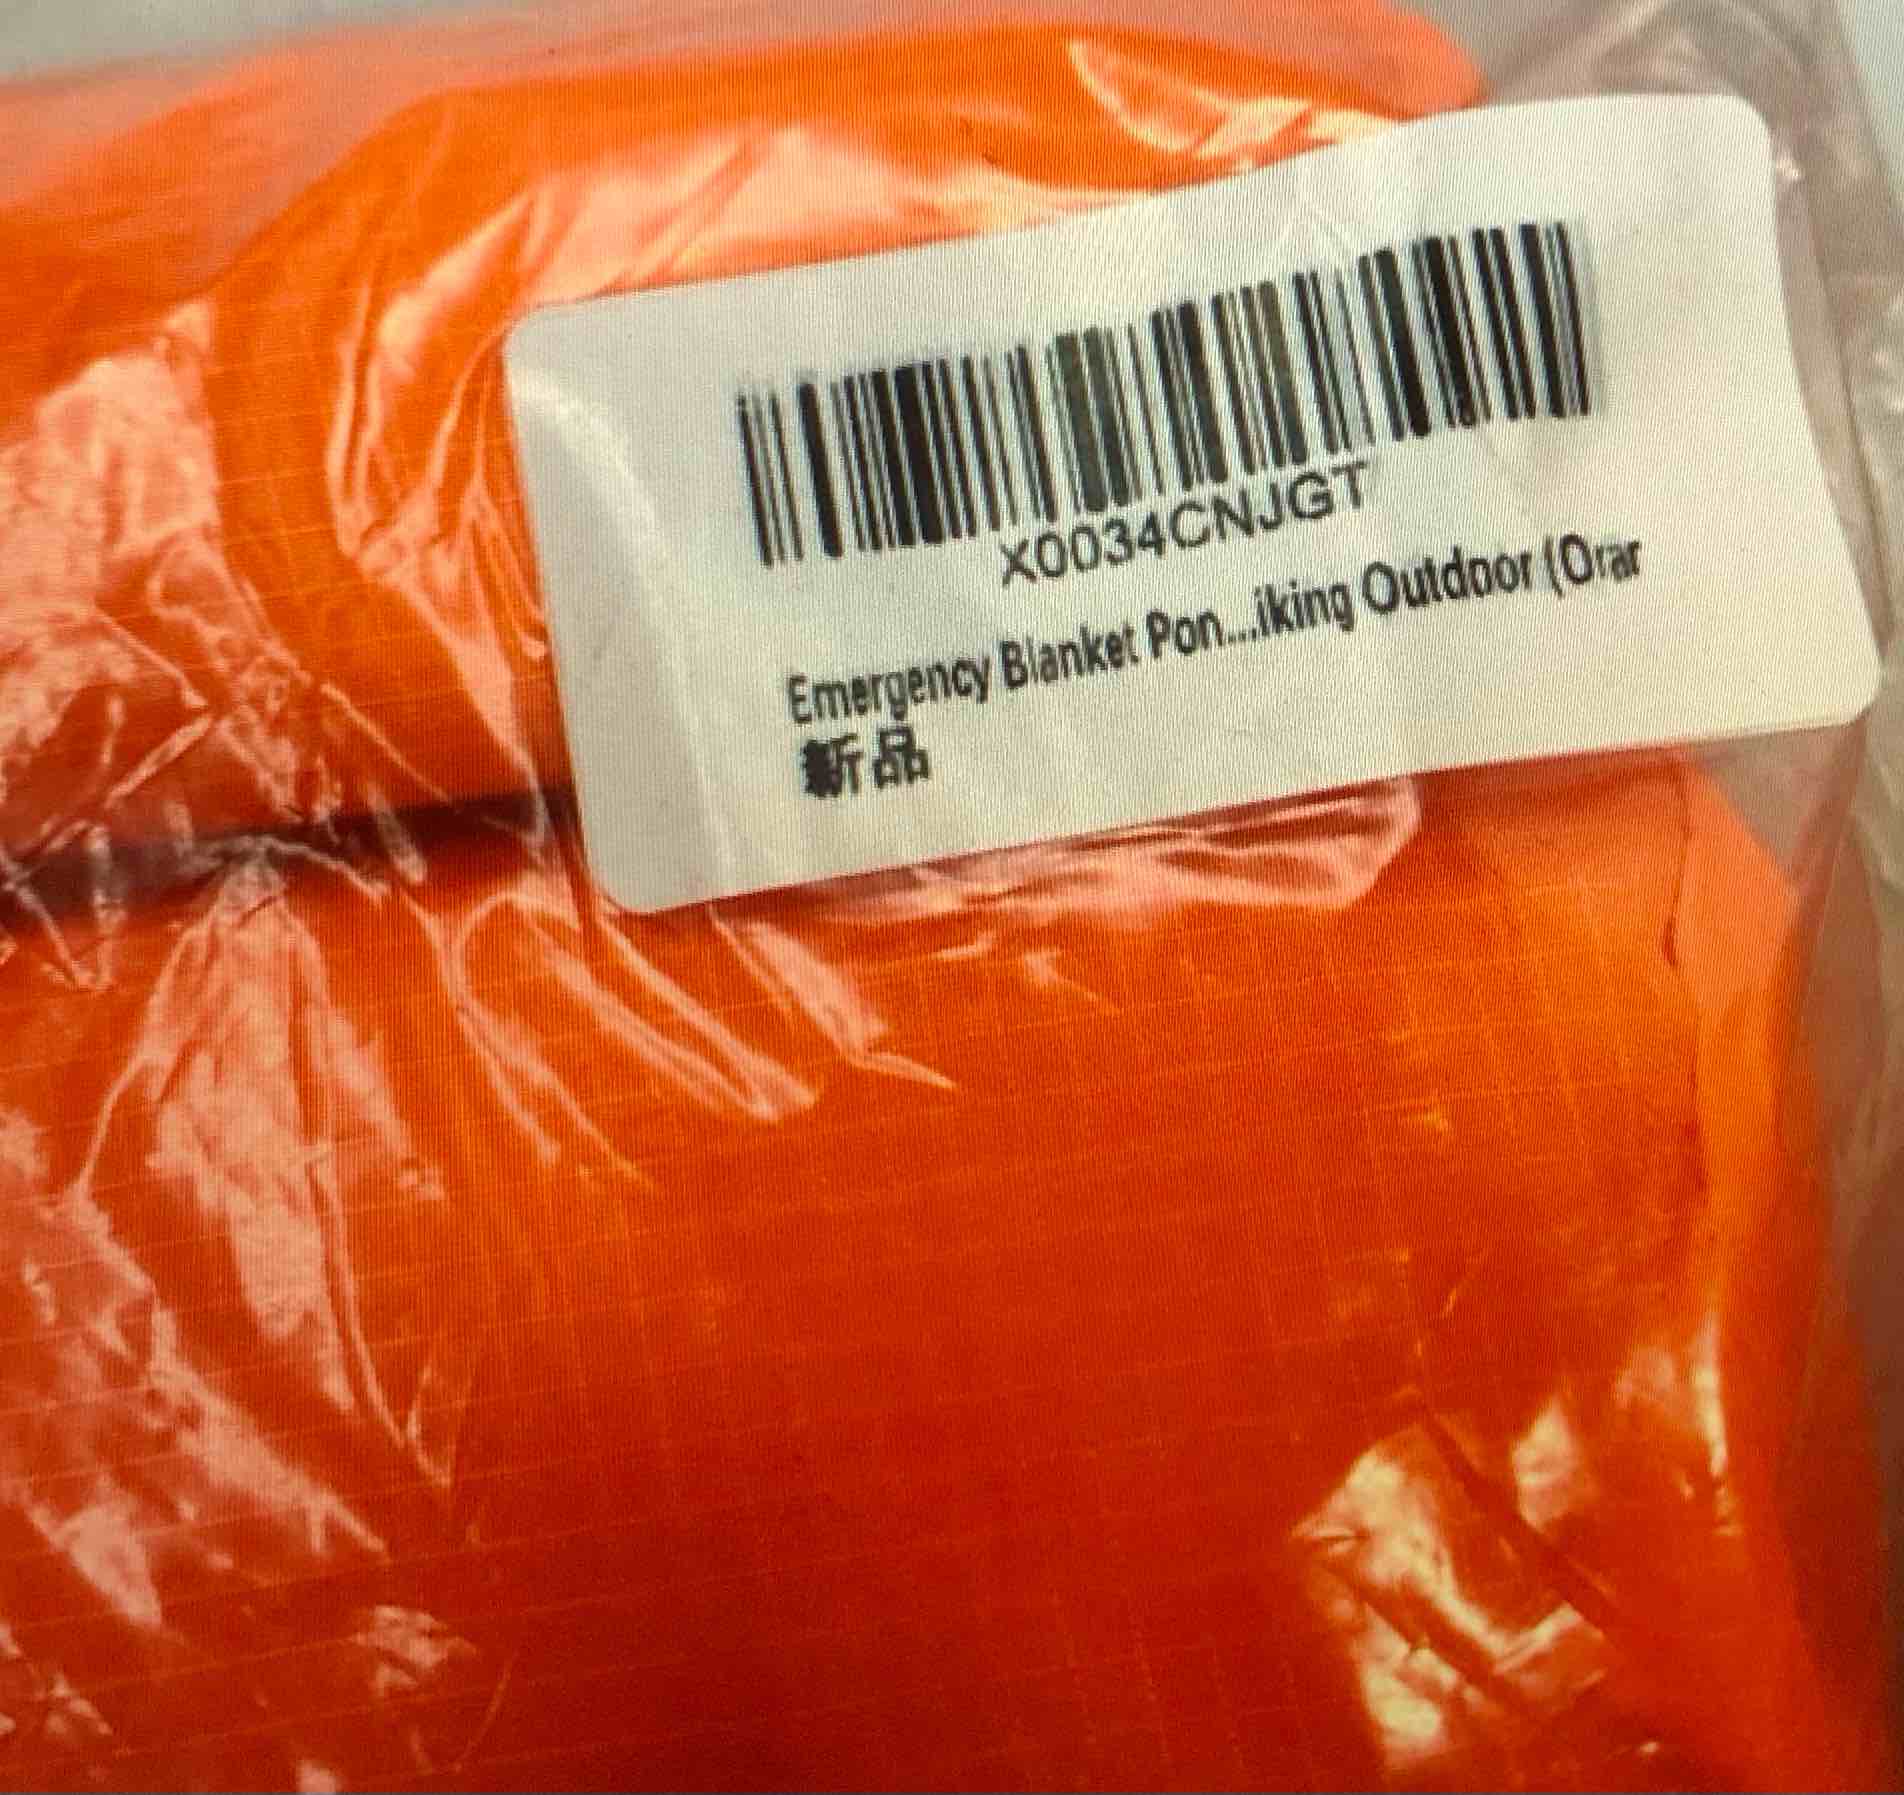 X0034CNJGT
Emergency Blanket Pon...iking Outdoor (Orar
新品